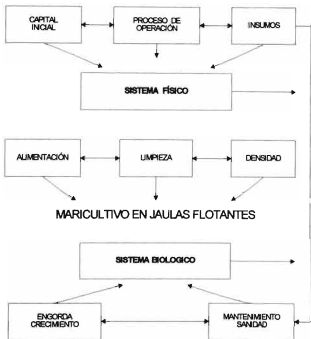 CAPITAL
INICIAL
PROCESO DE
OPERACIÓN
INSUMOS
SISTEMA FÍSICO
ALIMENTACIÓN
LIMPIEZA
DENSIDAD
MARICULTIVO EN JAULAS FLOTANTES
SISTEMA BIOLOGICO
ENGORDA
CRECIMIENTO
MANTENIMIENTO
SANIDAD